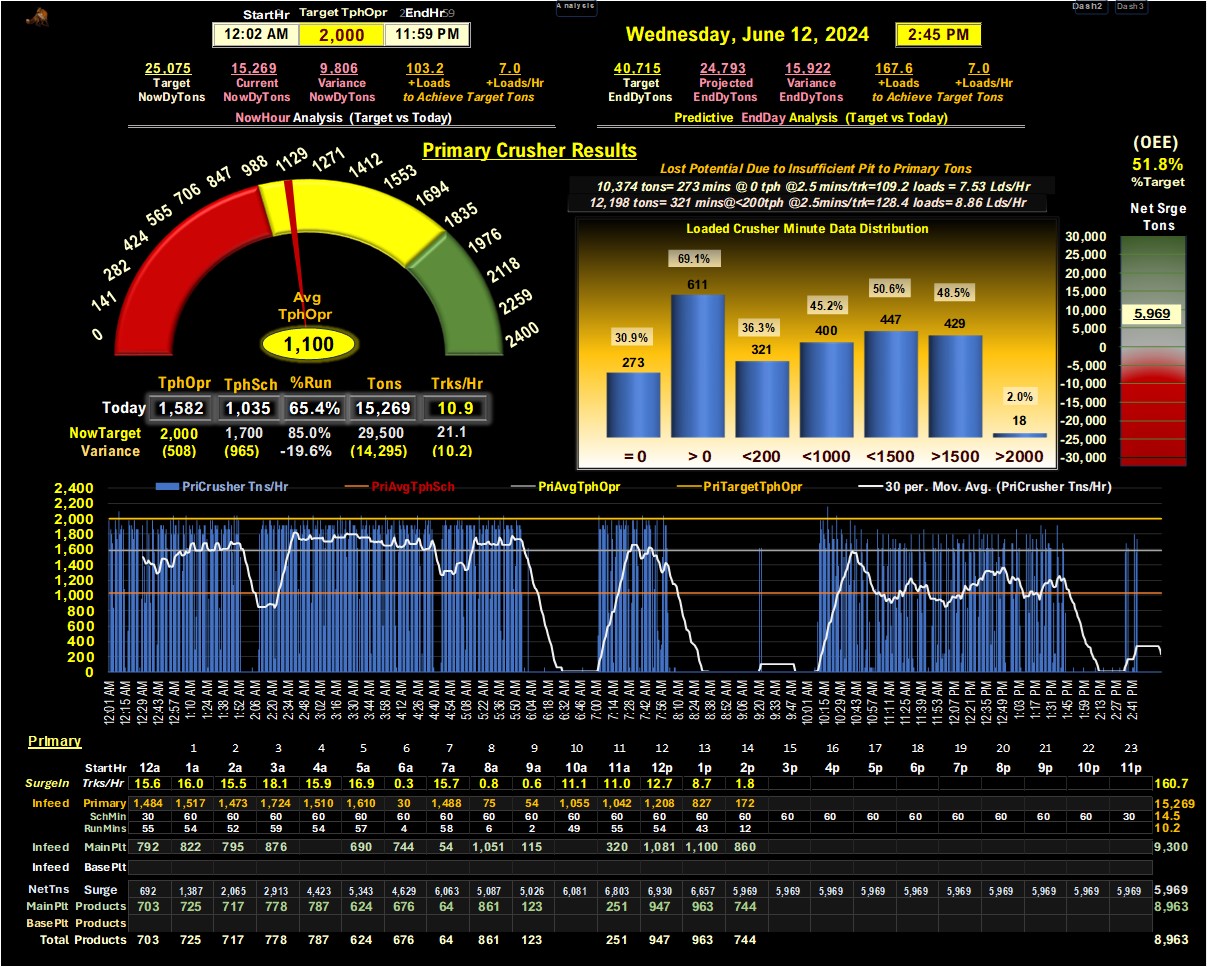 Analysis
Dash2 Dash3
StartHr Target TphOpr EndHr
12:02 AM 2,000 11:59 PM
Wednesday, June 12, 2024 2:45 PM
25,075 15,269 9,806 103.2 7.0
Target Current Variance +Loads +Loads/Hr
NowDyTons NowDyTons NowDyTons to Achieve Target Tons
NowHour Analysis (Target vs Today)
40,715 24,793 15,922 167.6 7.0
Target Projected Variance +Loads +Loads/Hr
EndDyTons EndDyTons EndDyTons to Achieve Target Tons
Predictive EndDay Analysis (Target vs Today)
Primary Crusher Results
0
141
282
424
565
706
847
988
1129
1271
1412
1553
1694
1835
1976
2118
2259
2400
Avg
TphOpr
1,100
TphOpr TphSch %Run Tons Trks/Hr
Today 1,582 1,035 65.4% 15,269 10.9
NowTarget 2,000 1,700 85.0% 29,500 21.1
Variance (508) (965) -19.6% (14,295) (10.2)
Lost Potential Due to Insufficient Pit to Primary Tons
10,374 tons= 273 mins @ 0 tph @2.5 mins/trk=109.2 loads = 7.53 Lds/Hr
12,198 tons= 321 mins@<200tph @2.5mins/trk=128.4 loads= 8.86 Lds/Hr
Loaded Crusher Minute Data Distribution
30.9% 69.1% 36.3% 45.2% 50.6% 48.5% 2.0%
273 611 321 400 447 429 18
= 0 > 0 <200 <1000 <1500 >1500 >2000
(OEE)
51.8%
%Target
Net Srge
Tons
30,000
25,000
20,000
15,000
10,000
5,969
5,000
0
-5,000
-10,000
-15,000
-20,000
-25,000
-30,000
PriCrusher Tns/Hr PriAvgTphSch PriAvgTphOpr PriTargetTphOpr 30 per. Mov. Avg. (PriCrusher Tns/Hr)
2,400
2,200
2,000
1,800
1,600
1,400
1,200
1,000
800
600
400
200
0
12:01 AM 12:15 AM 12:29 AM 12:43 AM 12:57 AM 1:10 AM 1:24 AM 1:38 AM 1:52 AM 2:06 AM 2:20 AM 2:34 AM 2:48 AM 3:02 AM 3:16 AM 3:30 AM 3:44 AM 3:58 AM 4:12 AM 4:26 AM 4:40 AM 4:54 AM 5:08 AM 5:22 AM 5:36 AM 5:50 AM 6:04 AM 6:18 AM 6:32 AM 6:46 AM 7:00 AM 7:14 AM 7:28 AM 7:42 AM 7:56 AM 8:10 AM 8:24 AM 8:38 AM 8:52 AM 9:06 AM 9:20 AM 9:33 AM 9:47 AM 10:01 AM 10:15 AM 10:29 AM 10:43 AM 10:57 AM 11:11 AM 11:25 AM 11:39 AM 11:53 AM 12:07 PM 12:21 PM 12:35 PM 12:49 PM 1:03 PM 1:17 PM 1:31 PM 1:45 PM 1:59 PM 2:13 PM 2:27 PM 2:41 PM
Primary
1 2 3 4 5 6 7 8 9 10 11 12 13 14 15 16 17 18 19 20 21 22 23
StartHr 12a 1a 2a 3a 4a 5a 6a 7a 8a 9a 10a 11a 12p 1p 2p 3p 4p 5p 6p 7p 8p 9p 10p 11p
SurgeIn Trks/Hr 15.6 16.0 15.5 18.1 15.9 16.9 0.3 15.7 0.8 0.6 11.1 11.0 12.7 8.7 1.8 160.7
Infeed Primary 1,484 1,517 1,473 1,724 1,510 1,610 30 1,488 75 54 1,055 1,042 1,208 827 172 15,269
SchMin 30 60 60 60 60 60 60 60 60 60 60 60 60 60 60 60 60 60 60 60 60 60 60 30 14.5
RunMins 55 54 52 59 54 57 4 58 6 2 49 55 54 43 12 10.2
Infeed MainPlt 792 822 795 876 690 744 54 1,051 115 320 1,081 1,100 860 9,300
Infeed BasePlt
NetTns Surge 692 1,387 2,065 2,913 4,423 5,343 4,629 6,063 5,087 5,026 6,081 6,803 6,930 6,657 5,969 5,969 5,969 5,969 5,969 5,969 5,969 5,969 5,969 5,969 5,969
MainPlt Products 703 725 717 778 787 624 676 64 861 123 251 947 963 744 8,963
BasePlt Products
Total Products 703 725 717 778 787 624 676 64 861 123 251 947 963 744 8,963